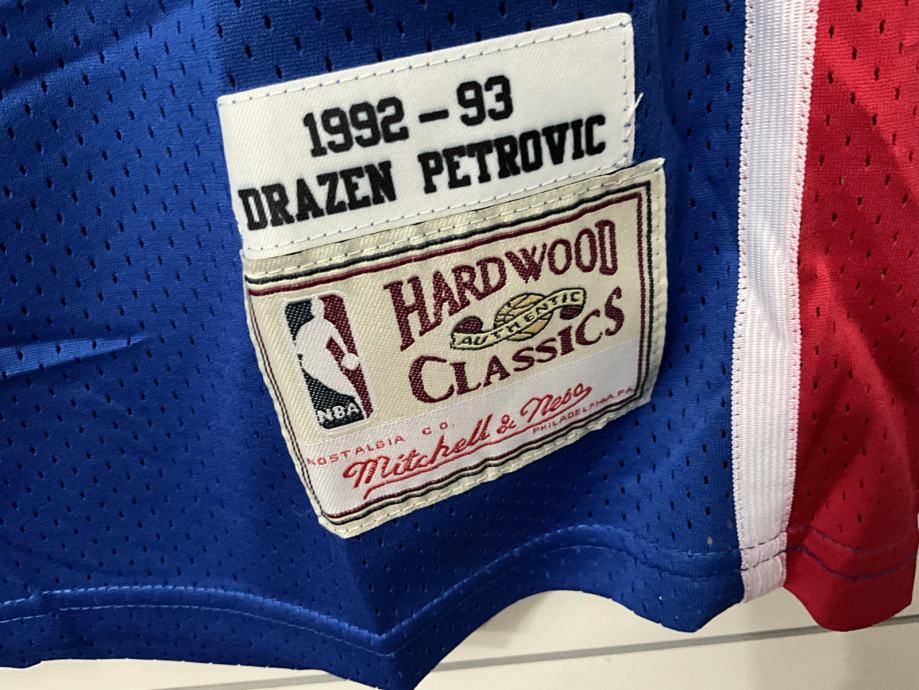 1992-93
DRAZEN PETROVIC
HARDWOOD
AUTHENTIC
CLASSICS
NBA
NOSTALGIA CO.
Mitchell & Ness
PHILADELPHIA, PA.